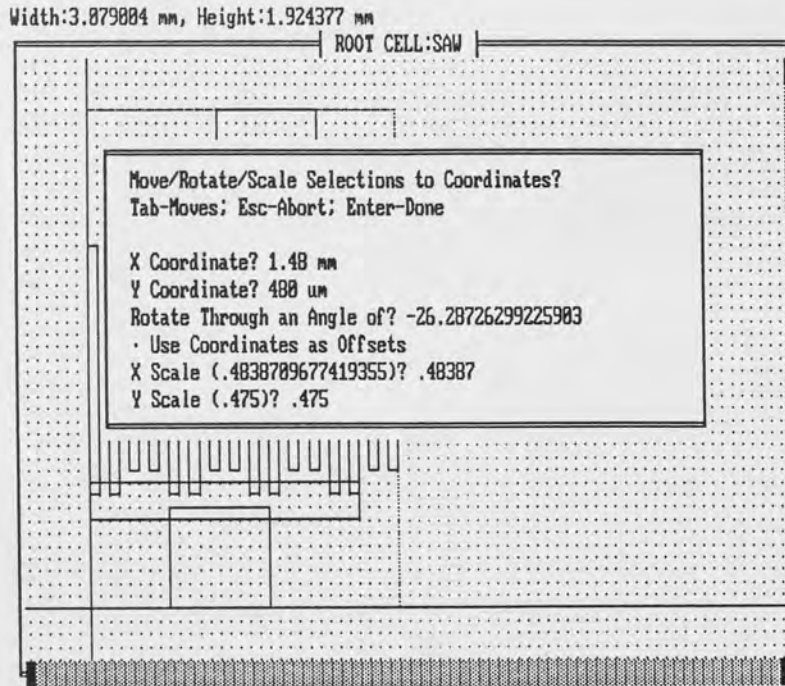 Width:3.079004 mm, Height:1.924377 mm
ROOT CELL:SAW
Move/Rotate/Scale Selections to Coordinates?
Tab-Moves; Esc-Abort; Enter-Done
X Coordinate? 1.48 mm
Y Coordinate? 480 um
Rotate Through an Angle of? -26.28726299225903
· Use Coordinates as Offsets
X Scale (.4838709677419355)? .48387
Y Scale (.475)? .475